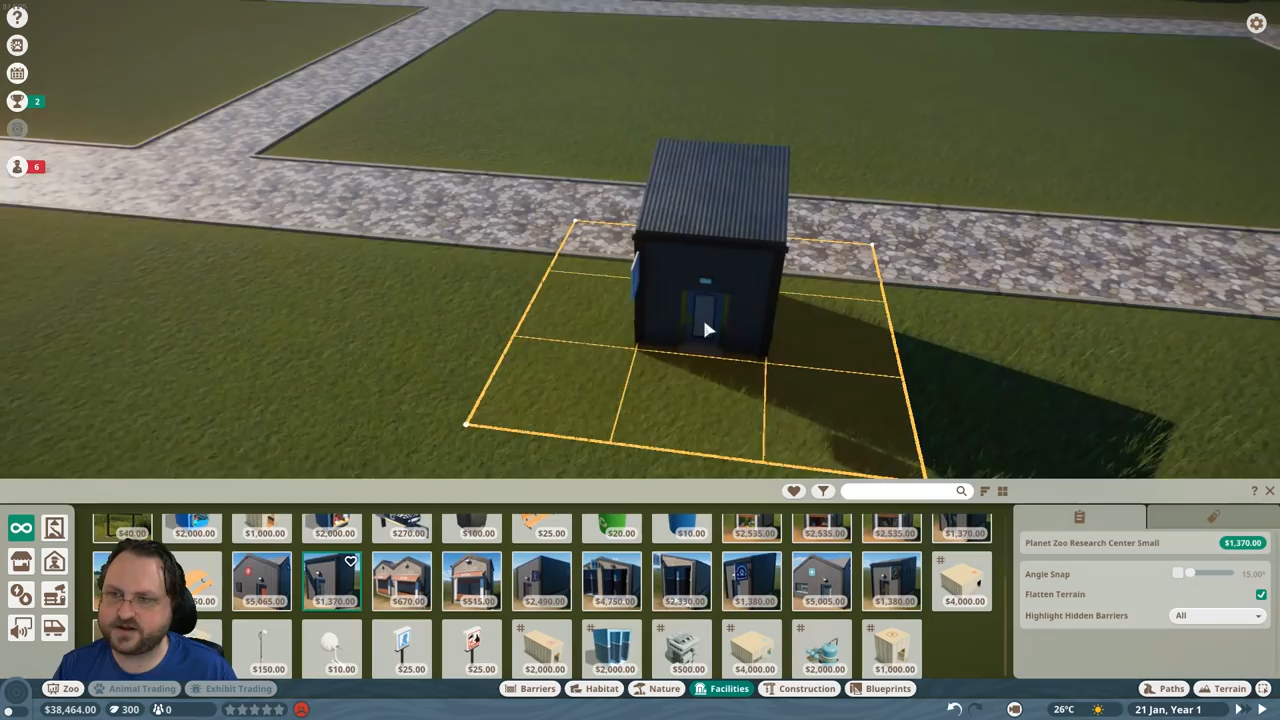 2
6
$40.00
$2,000.00
$1,000.00
$2,000.00
$270.00
$100.00
$25.00
$20.00
$10.00
$2,535.00
$2,535.00
$2,535.00
$1,370.00
$5,065.00
$1,370.00
$670.00
$515.00
$2,490.00
$4,750.00
$2,330.00
$1,380.00
$5,005.00
$1,380.00
$4,000.00
$150.00
$10.00
$25.00
$25.00
$2,000.00
$2,000.00
$500.00
$4,000.00
$2,000.00
$1,000.00
?
Planet Zoo Research Center Small
$1,370.00
Angle Snap
15.00°
Flatten Terrain
Highlight Hidden Barriers
All
Zoo
Animal Trading
Exhibit Trading
Barriers
Habitat
Nature
Facilities
Construction
Blueprints
Paths
Terrain
$38,464.00
300
0
26°C
21 Jan, Year 1